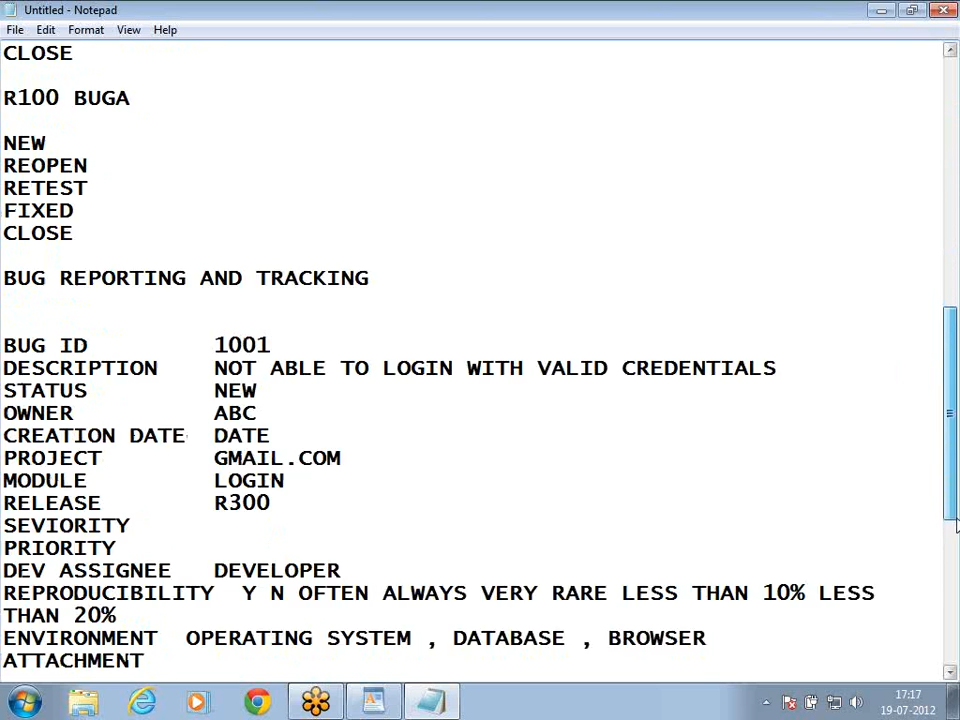 Untitled - Notepad
File Edit Format View Help
CLOSE
R100 BUGA
NEW
REOPEN
RETEST
FIXED
CLOSE
BUG REPORTING AND TRACKING
BUG ID 1001
DESCRIPTION NOT ABLE TO LOGIN WITH VALID CREDENTIALS
STATUS NEW
OWNER ABC
CREATION DATE DATE
PROJECT GMAIL.COM
MODULE LOGIN
RELEASE R300
SEVIORITY
PRIORITY
DEV ASSIGNEE DEVELOPER
REPRODUCIBILITY Y N OFTEN ALWAYS VERY RARE LESS THAN 10% LESS
THAN 20%
ENVIRONMENT OPERATING SYSTEM , DATABASE , BROWSER
ATTACHMENT
17:17
19-07-2012